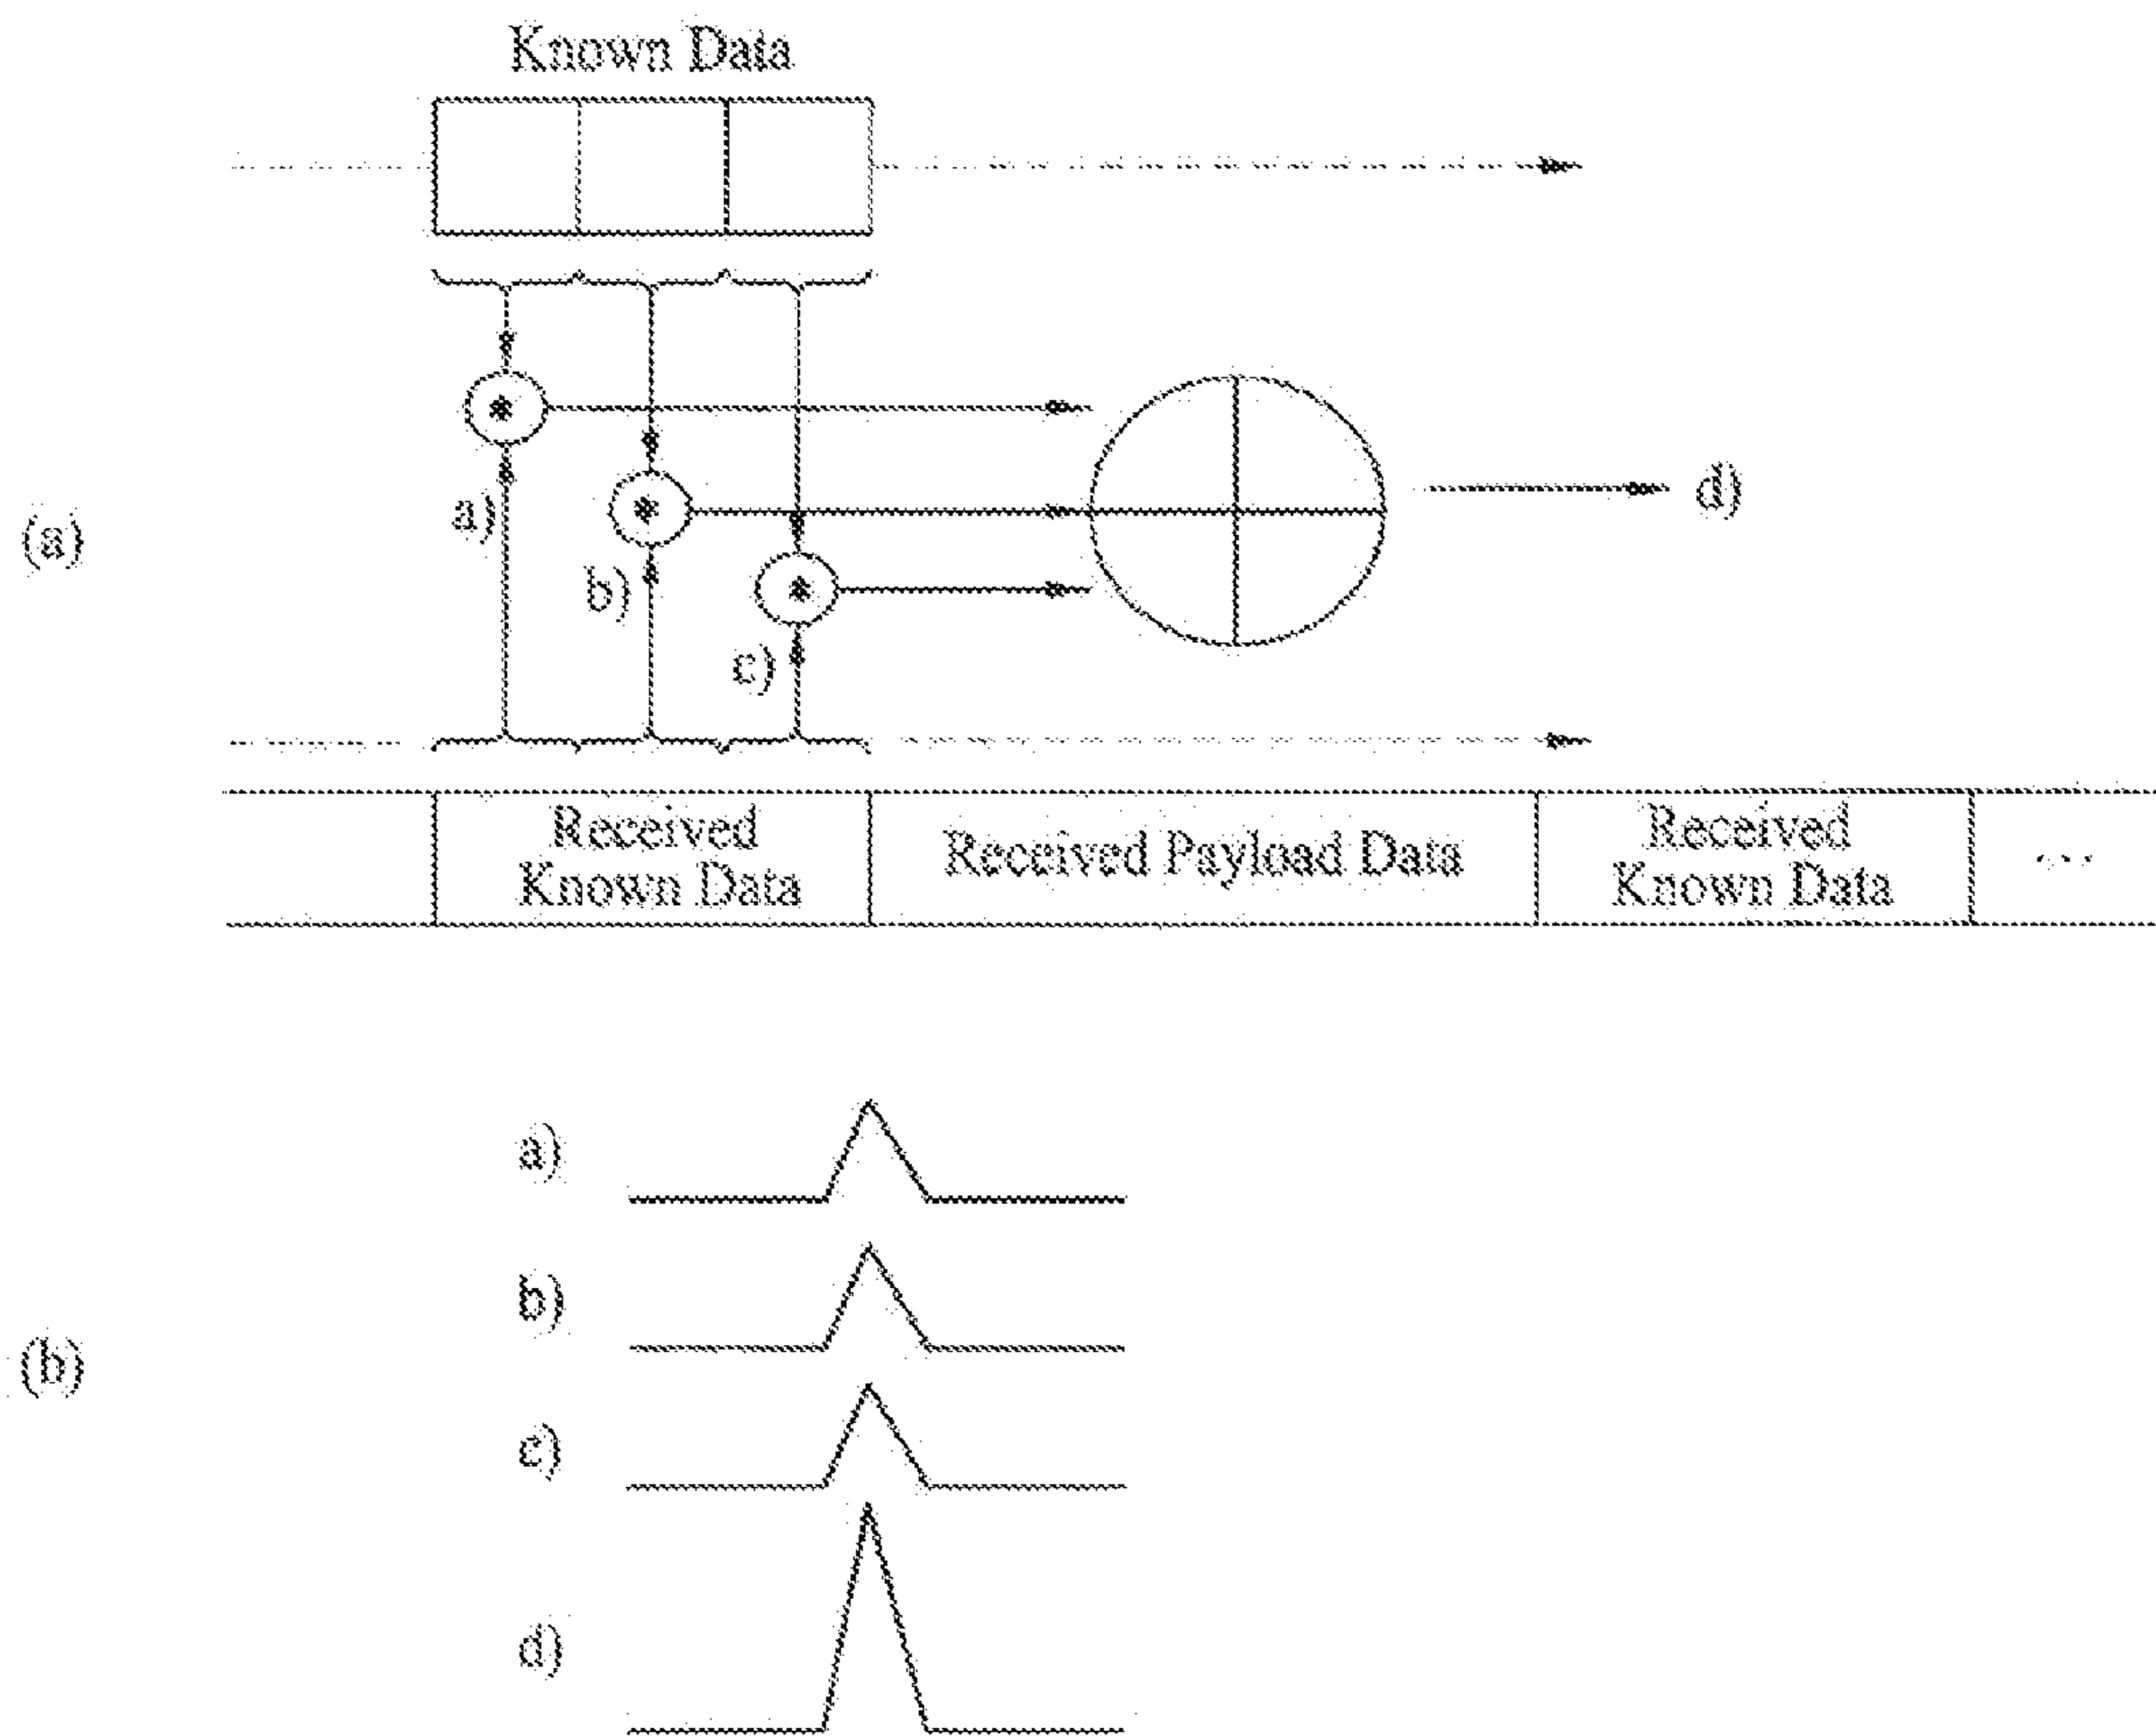 Known Data
*
a)
*
b)
*
c)
d)
(a)
Received
Known Data
Received Payload Data
Received
Known Data
...
a)
b)
c)
d)
(b)